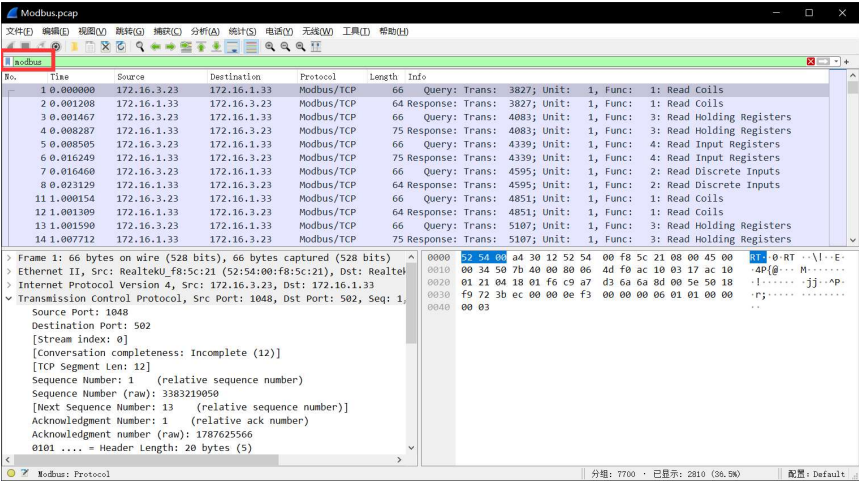 Modbus.pcap
文件(F) 编辑(E) 视图(V) 跳转(G) 捕获(C) 分析(A) 统计(S) 电话(Y) 无线(W) 工具(T) 帮助(H)
modbus
No. Time Source Destination Protocol Length Info
1 0.000000 172.16.3.23 172.16.1.33 Modbus/TCP 66 Query: Trans: 3827; Unit: 1, Func: 1: Read Coils
2 0.001208 172.16.1.33 172.16.3.23 Modbus/TCP 64 Response: Trans: 3827; Unit: 1, Func: 1: Read Coils
3 0.001467 172.16.3.23 172.16.1.33 Modbus/TCP 66 Query: Trans: 4083; Unit: 1, Func: 3: Read Holding Registers
4 0.008287 172.16.1.33 172.16.3.23 Modbus/TCP 75 Response: Trans: 4083; Unit: 1, Func: 3: Read Holding Registers
5 0.008505 172.16.3.23 172.16.1.33 Modbus/TCP 66 Query: Trans: 4339; Unit: 1, Func: 4: Read Input Registers
6 0.016249 172.16.1.33 172.16.3.23 Modbus/TCP 75 Response: Trans: 4339; Unit: 1, Func: 4: Read Input Registers
7 0.016460 172.16.3.23 172.16.1.33 Modbus/TCP 66 Query: Trans: 4595; Unit: 1, Func: 2: Read Discrete Inputs
8 0.023129 172.16.1.33 172.16.3.23 Modbus/TCP 64 Response: Trans: 4595; Unit: 1, Func: 2: Read Discrete Inputs
11 1.000154 172.16.3.23 172.16.1.33 Modbus/TCP 66 Query: Trans: 4851; Unit: 1, Func: 1: Read Coils
12 1.001309 172.16.1.33 172.16.3.23 Modbus/TCP 64 Response: Trans: 4851; Unit: 1, Func: 1: Read Coils
13 1.001590 172.16.3.23 172.16.1.33 Modbus/TCP 66 Query: Trans: 5107; Unit: 1, Func: 3: Read Holding Registers
14 1.007712 172.16.1.33 172.16.3.23 Modbus/TCP 75 Response: Trans: 5107; Unit: 1, Func: 3: Read Holding Registers
Frame 1: 66 bytes on wire (528 bits), 66 bytes captured (528 bits)
Ethernet II, Src: RealtekU_f8:5c:21 (52:54:00:f8:5c:21), Dst: Realtek
Internet Protocol Version 4, Src: 172.16.3.23, Dst: 172.16.1.33
Transmission Control Protocol, Src Port: 1048, Dst Port: 502, Seq: 1,
Source Port: 1048
Destination Port: 502
[Stream index: 0]
[Conversation completeness: Incomplete (12)]
[TCP Segment Len: 12]
Sequence Number: 1 (relative sequence number)
Sequence Number (raw): 3383219050
[Next Sequence Number: 13 (relative sequence number)]
Acknowledgment Number: 1 (relative ack number)
Acknowledgment number (raw): 1787625566
0101 .... = Header Length: 20 bytes (5)
0000 52 54 00 a4 30 12 52 54 00 f8 5c 21 08 00 45 00 RT··0·RT ··\!··E·
0010 00 34 50 7b 40 00 80 06 4d f0 ac 10 03 17 ac 10 ·4P{@··· M·······
0020 01 21 04 18 01 f6 c9 a7 d3 6a 6a 8d 00 5e 50 18 ·!······ ·jj··^P·
0030 f9 72 3b ec 00 00 0e f3 00 00 00 06 01 01 00 00 ·r;····· ········
0040 00 03 ··
Modbus: Protocol 分组: 7700 · 已显示: 2810 (36.5%) 配置: Default